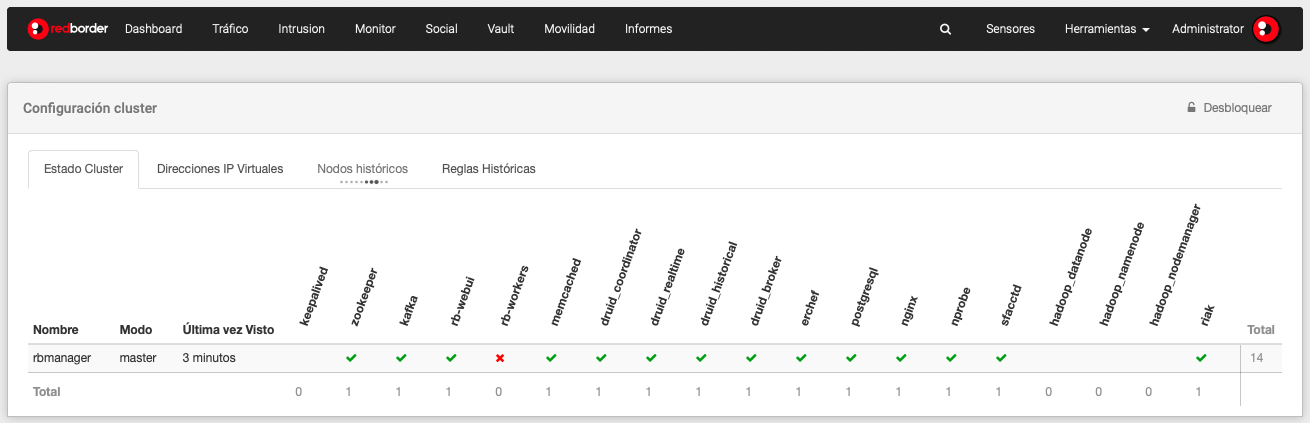 redborder Dashboard Tráfico Intrusion Monitor Social Vault Movilidad Informes Sensores Herramientas Administrator
Configuración cluster Desbloquear
Estado Cluster Direcciones IP Virtuales Nodos históricos Reglas Históricas
Nombre Modo Última vez Visto keepalived zookeeper kafka rb-webui rb-workers memcached druid_coordinator druid_realtime druid_historical druid_broker erchef postgresql nginx nprobe sfacctd hadoop_datanode hadoop_namenode hadoop_nodemanager riak Total
rbmanager master 3 minutos 14
Total 0 1 1 1 0 1 1 1 1 1 1 1 1 1 1 0 0 0 1